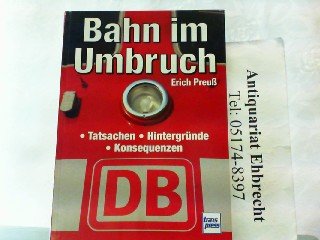 Bahn im
Umbruch
Erich Preuß
• Tatsachen • Hintergründe
• Konsequenzen
DB
trans
press
Antiquariat Ehbrecht
Tel: 05174-8397